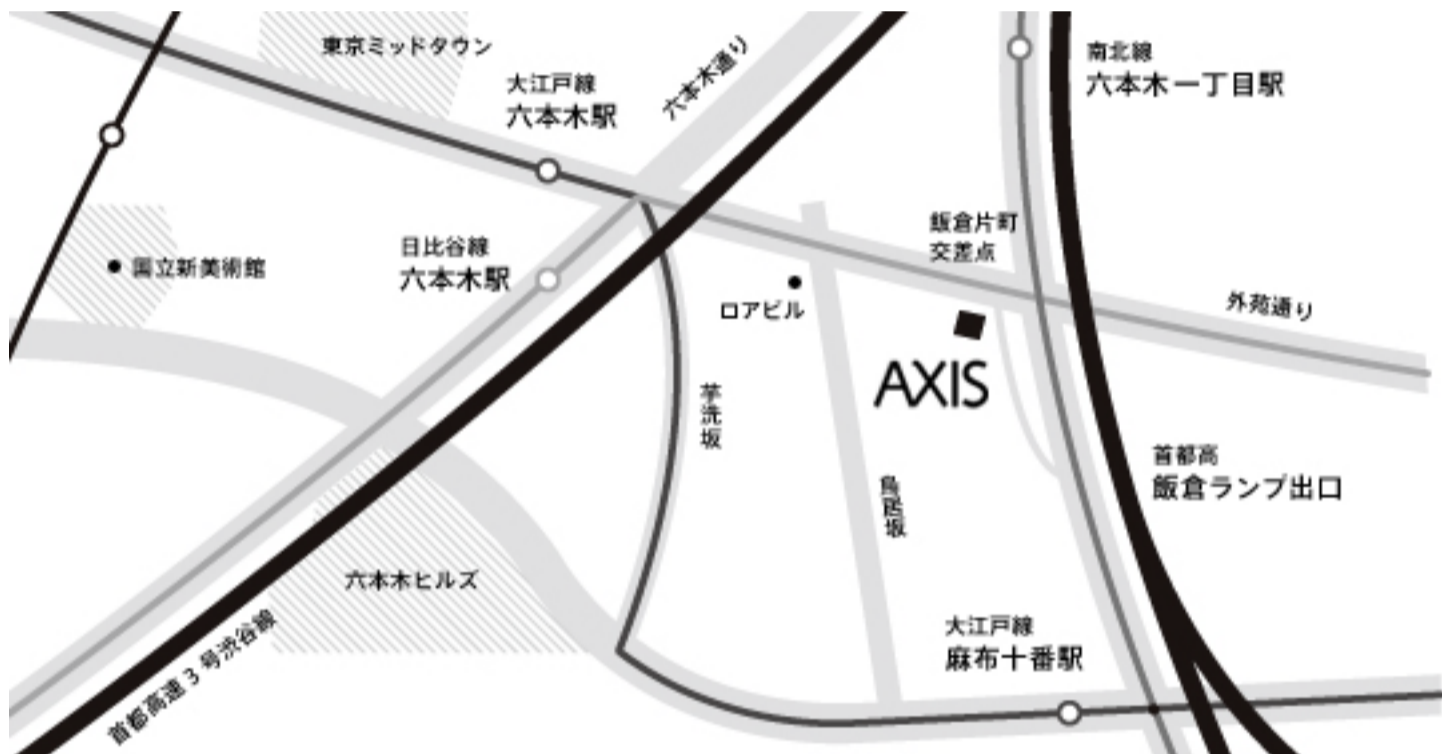 東京ミッドタウン
大江戸線
六本木駅
六本木通り
南北線
六本木一丁目駅
国立新美術館
日比谷線
六本木駅
飯倉片町
交差点
ロアビル
外苑通り
AXIS
芋洗坂
鳥居坂
首都高
飯倉ランプ出口
六本木ヒルズ
首都高速3号渋谷線
大江戸線
麻布十番駅